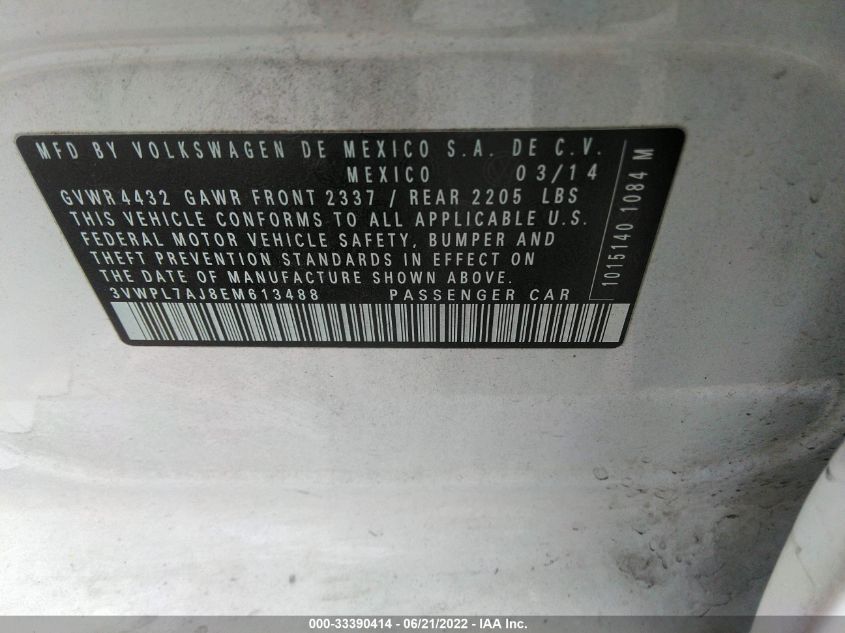 MFD BY VOLKSWAGEN DE MEXICO S.A. DE C.V.
MEXICO 03/14
GVWR 4432 GAWR FRONT 2337 / REAR 2205 LBS
THIS VEHICLE CONFORMS TO ALL APPLICABLE U.S.
FEDERAL MOTOR VEHICLE SAFETY, BUMPER AND
THEFT PREVENTION STANDARDS IN EFFECT ON
THE DATE OF MANUFACTURE SHOWN ABOVE.
3VWPL7AJ8EM613488 PASSENGER CAR
1015140 1084 M
000-33390414 - 06/21/2022 - IAA Inc.